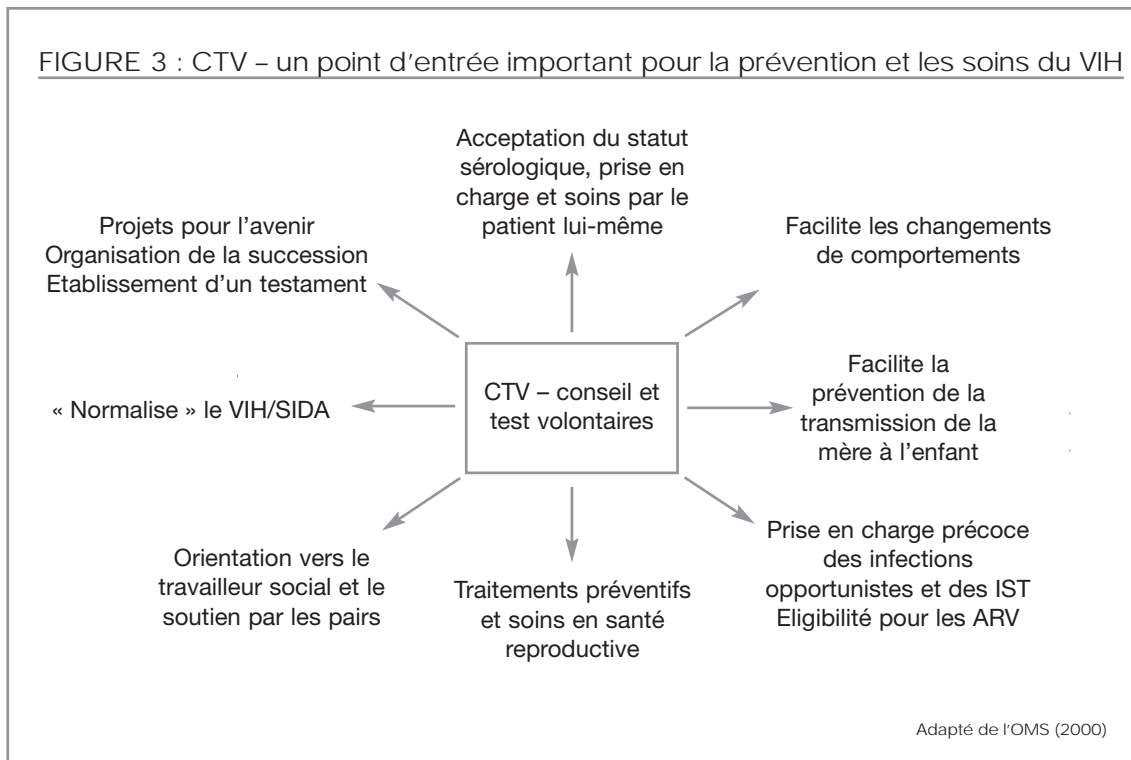 FIGURE 3 : CTV – un point d'entrée important pour la prévention et les soins du VIH
Acceptation du statut
sérologique, prise en
charge et soins par le
patient lui-même
Projets pour l'avenir
Organisation de la succession
Etablissement d'un testament
Facilite les changements
de comportements
« Normalise » le VIH/SIDA
CTV – conseil et
test volontaires
Facilite la
prévention de la
transmission de la
mère à l'enfant
Orientation vers le
travailleur social et le
soutien par les pairs
Traitements préventifs
et soins en santé
reproductive
Prise en charge précoce
des infections
opportunistes et des IST
Eligibilité pour les ARV
Adapté de l'OMS (2000)